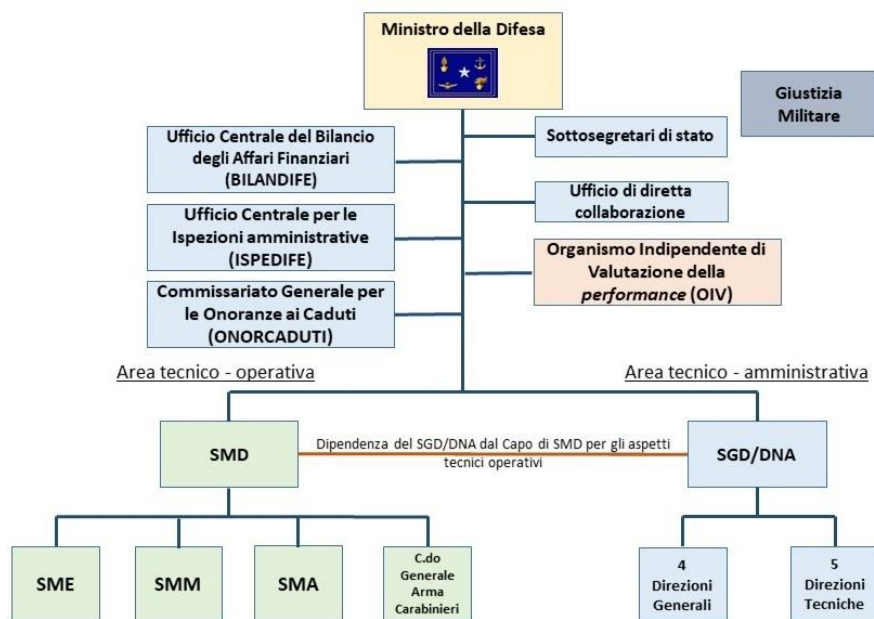 Ministro della Difesa
Giustizia
Militare
Ufficio Centrale del Bilancio
degli Affari Finanziari
(BILANDIFE)
Sottosegretari di stato
Ufficio Centrale per le
Ispezioni amministrative
(ISPEDIFE)
Ufficio di diretta
collaborazione
Commissariato Generale per
le Onoranze ai Caduti
(ONORCADUTI)
Organismo Indipendente di
Valutazione della
performance (OIV)
Area tecnico - operativa
Area tecnico - amministrativa
SMD
Dipendenza del SGD/DNA dal Capo di SMD per gli aspetti
tecnici operativi
SGD/DNA
SME
SMM
SMA
C.do
Generale
Arma
Carabinieri
4
Direzioni
Generali
5
Direzioni
Tecniche